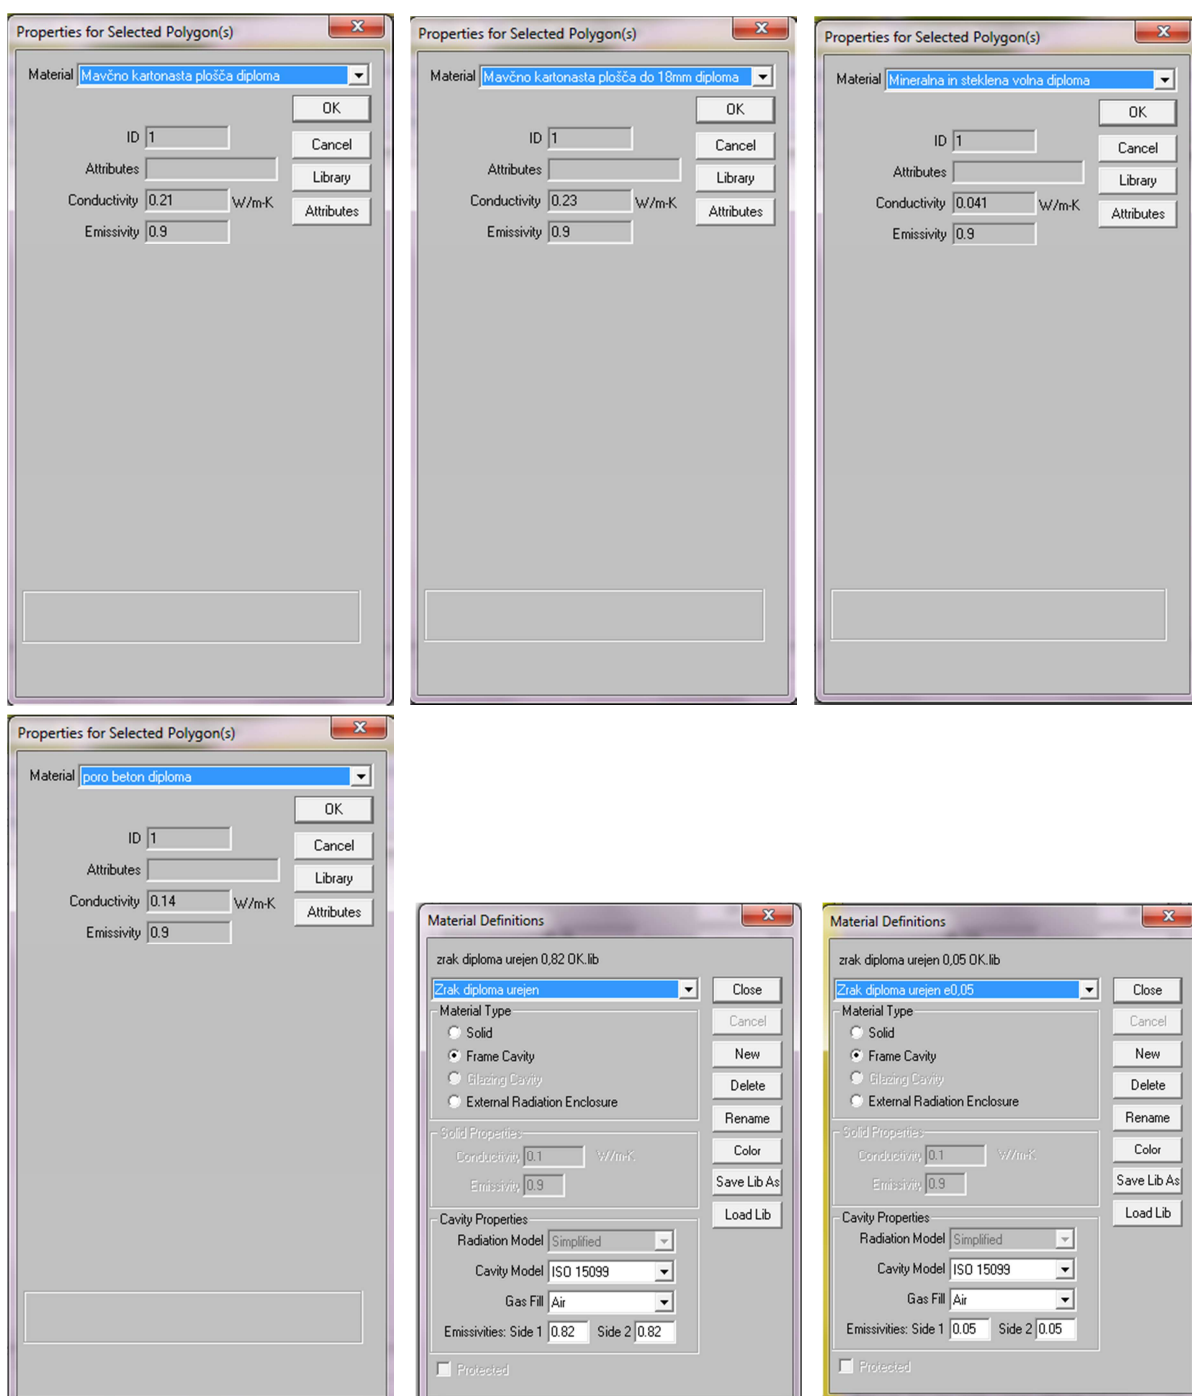 Properties for Selected Polygon(s)
Material Mavčno kartonasta plošča diploma
OK
ID 1
Cancel
Attributes
Library
Conductivity 0.21 W/m-K
Attributes
Emissivity 0.9
Properties for Selected Polygon(s)
Material Mavčno kartonasta plošča do 18mm diploma
OK
ID 1
Cancel
Attributes
Library
Conductivity 0.23 W/m-K
Attributes
Emissivity 0.9
Properties for Selected Polygon(s)
Material Mineralna in steklena volna diploma
OK
ID 1
Cancel
Attributes
Library
Conductivity 0.041 W/m-K
Attributes
Emissivity 0.9
Properties for Selected Polygon(s)
Material poro beton diploma
OK
ID 1
Cancel
Attributes
Library
Conductivity 0.14 W/m-K
Attributes
Emissivity 0.9
Material Definitions
zrak diploma urejen 0,82 OK.lib
Zrak diploma urejen
Close
Material Type
Cancel
Solid
Frame Cavity
New
Glazing Cavity
Delete
External Radiation Enclosure
Rename
Solid Properties
Color
Conductivity 0.1 W/m-K
Emissivity 0.9
Save Lib As
Load Lib
Cavity Properties
Radiation Model Simplified
Cavity Model ISO 15099
Gas Fill Air
Emissivities: Side 1 0.82 Side 2 0.82
Protected
Material Definitions
zrak diploma urejen 0,05 OK.lib
Zrak diploma urejen e0,05
Close
Material Type
Cancel
Solid
Frame Cavity
New
Glazing Cavity
Delete
External Radiation Enclosure
Rename
Solid Properties
Color
Conductivity 0.1 W/m-K
Emissivity 0.9
Save Lib As
Load Lib
Cavity Properties
Radiation Model Simplified
Cavity Model ISO 15099
Gas Fill Air
Emissivities: Side 1 0.05 Side 2 0.05
Protected